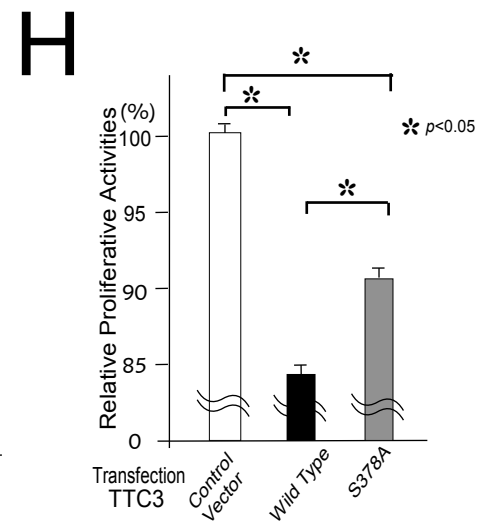 H
(%)
Relative Proliferative Activities
100
95
90
85
0
*
*
*
* p<0.05
Transfection
TTC3
Control
Vector
Wild Type
S378A